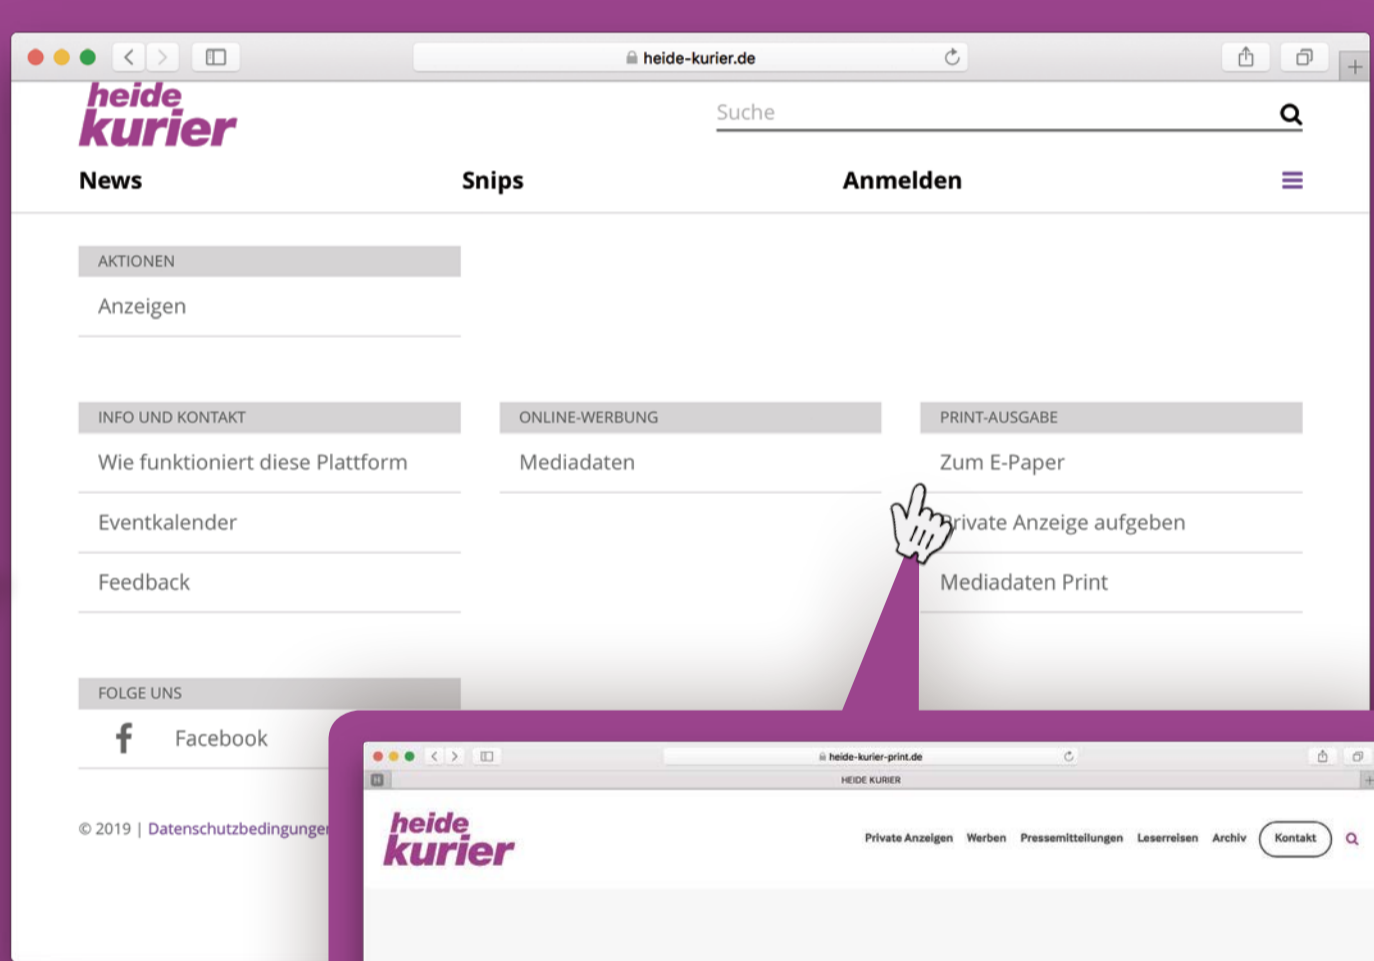 heide-kurier.de
heide
kurier
Suche
News Snips Anmelden
AKTIONEN
Anzeigen
INFO UND KONTAKT
Wie funktioniert diese Plattform
Eventkalender
Feedback
ONLINE-WERBUNG
Mediadaten
PRINT-AUSGABE
Zum E-Paper
Private Anzeige aufgeben
Mediadaten Print
FOLGE UNS
Facebook
© 2019 | Datenschutzbedingungen
heide-kurier-print.de
H
HEIDE KURIER
heide
kurier
Private Anzeigen Werben Pressemitteilungen Leserreisen Archiv Kontakt